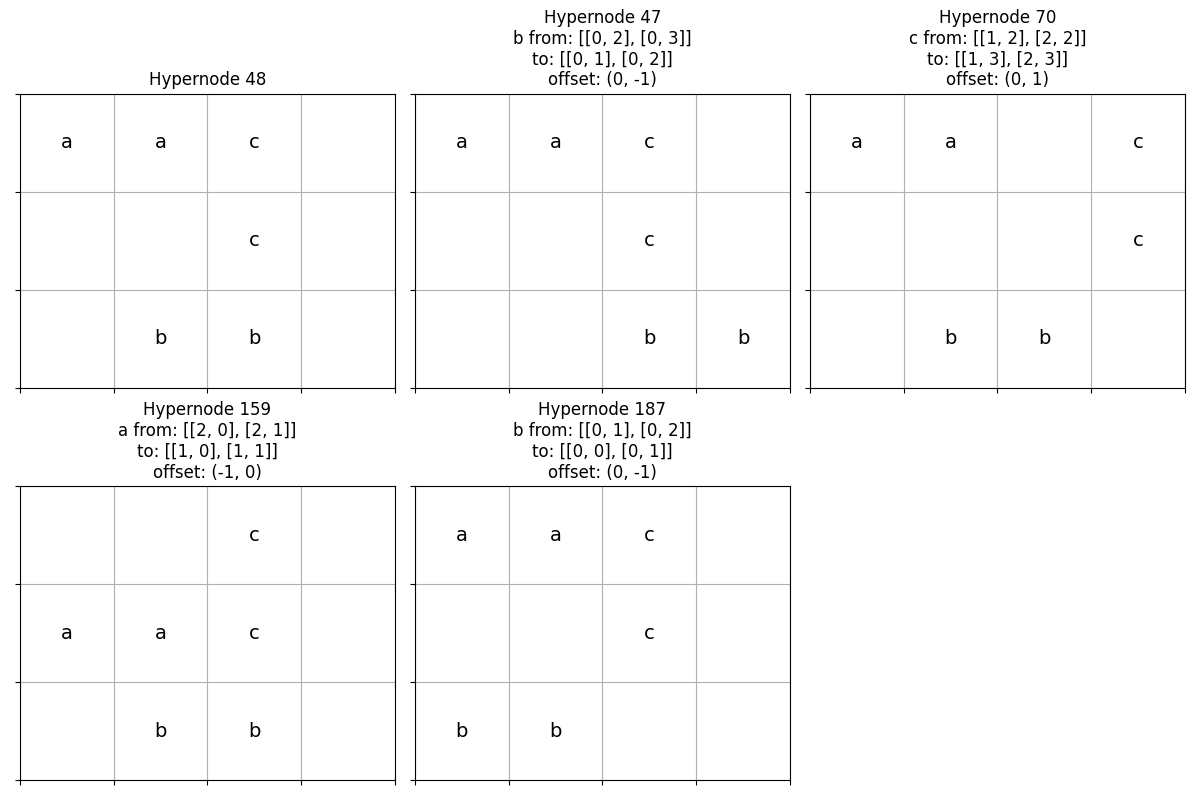 Hypernode 48
a a c
c
b b
Hypernode 47
b from: [[0, 2], [0, 3]]
to: [[0, 1], [0, 2]]
offset: (0, -1)
a a c
c
b b
Hypernode 70
c from: [[1, 2], [2, 2]]
to: [[1, 3], [2, 3]]
offset: (0, 1)
a a c
c
b b
Hypernode 159
a from: [[2, 0], [2, 1]]
to: [[1, 0], [1, 1]]
offset: (-1, 0)
c
a a c
b b
Hypernode 187
b from: [[0, 1], [0, 2]]
to: [[0, 0], [0, 1]]
offset: (0, -1)
a a c
c
b b